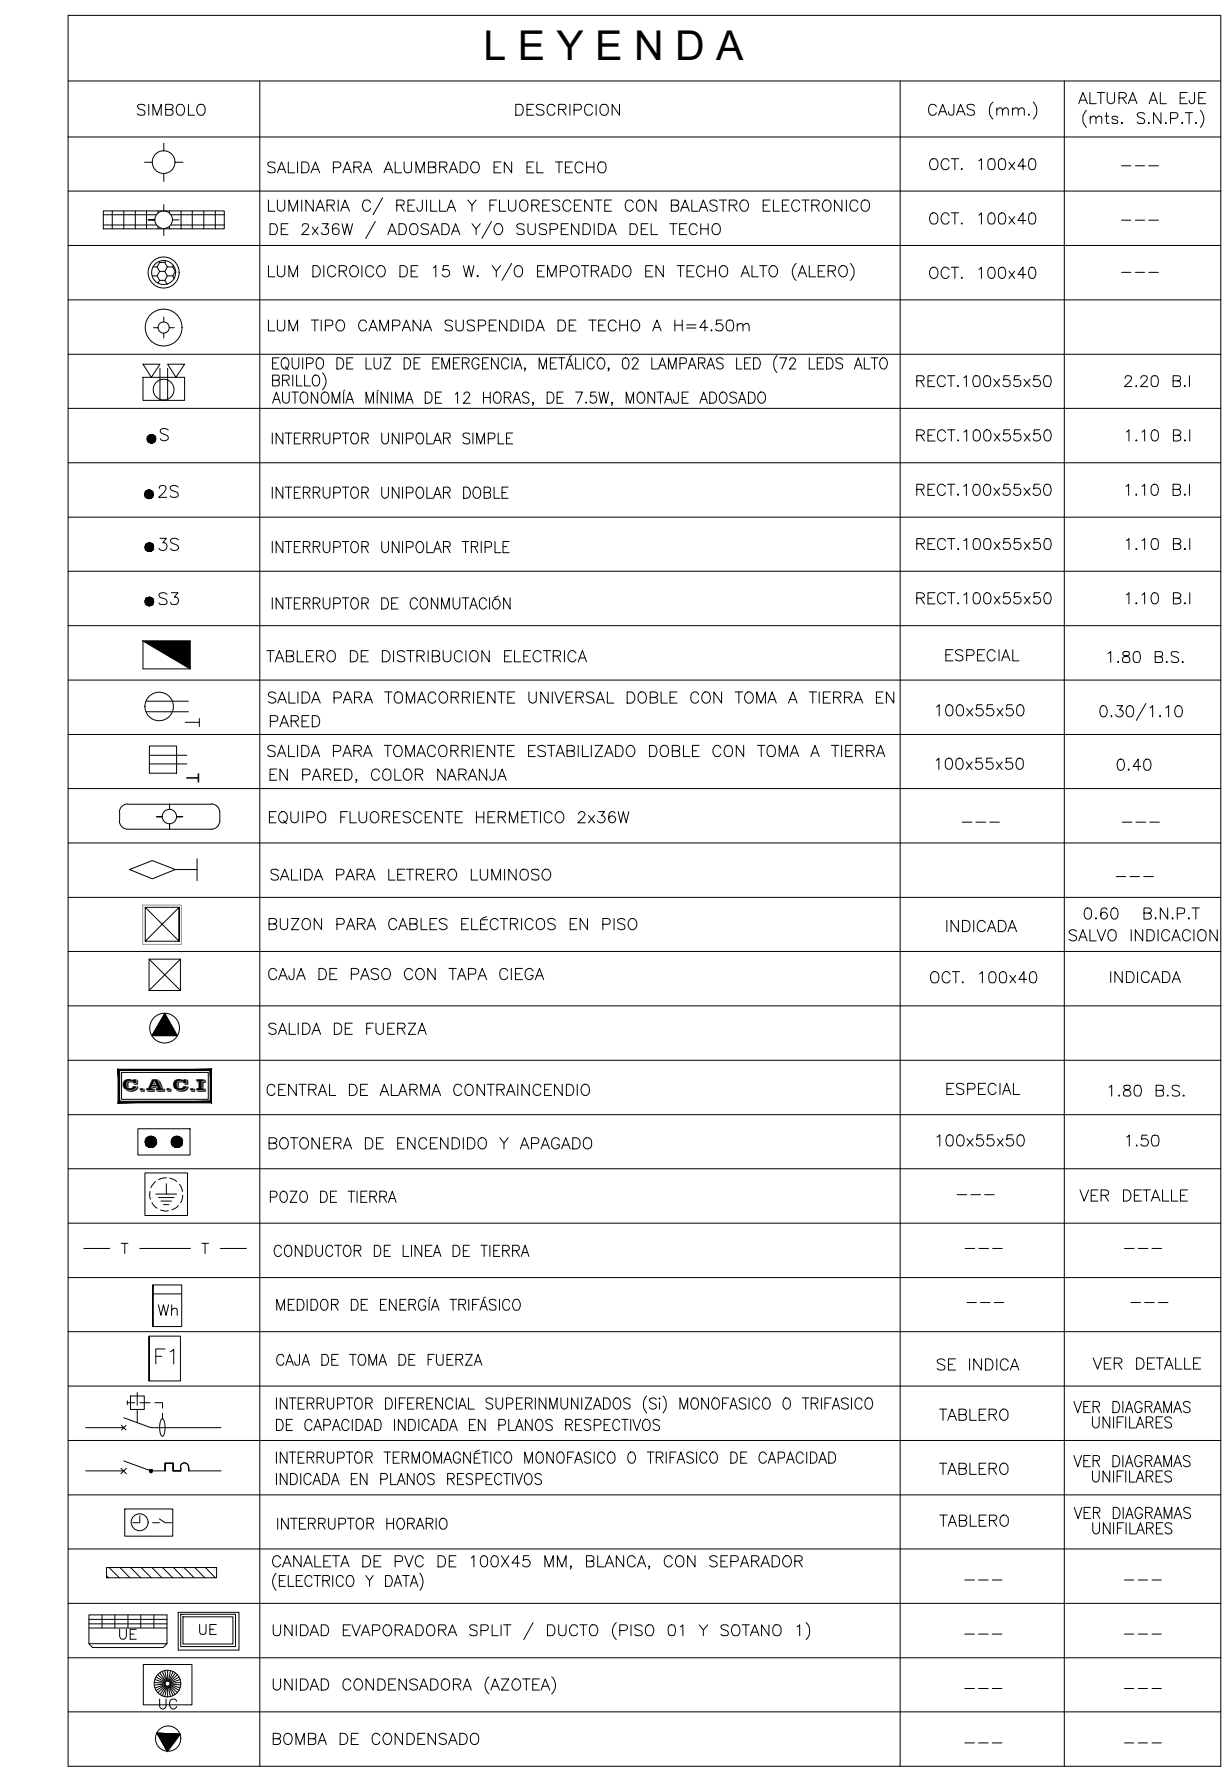 LEYENDA
SIMBOLO DESCRIPCION CAJAS (mm.) ALTURA AL EJE
(mts. S.N.P.T.)
SALIDA PARA ALUMBRADO EN EL TECHO OCT. 100x40 ---
LUMINARIA C/ REJILLA Y FLUORESCENTE CON BALASTRO ELECTRONICO
DE 2x36W / ADOSADA Y/O SUSPENDIDA DEL TECHO OCT. 100x40 ---
LUM DICROICO DE 15 W. Y/O EMPOTRADO EN TECHO ALTO (ALERO) OCT. 100x40 ---
LUM TIPO CAMPANA SUSPENDIDA DE TECHO A H=4.50m
EQUIPO DE LUZ DE EMERGENCIA, METÁLICO, 02 LAMPARAS LED (72 LEDS ALTO
BRILLO) RECT.100x55x50 2.20 B.I
AUTONOMÍA MÍNIMA DE 12 HORAS, DE 7.5W, MONTAJE ADOSADO
S INTERRUPTOR UNIPOLAR SIMPLE RECT.100x55x50 1.10 B.I
2S INTERRUPTOR UNIPOLAR DOBLE RECT.100x55x50 1.10 B.I
3S INTERRUPTOR UNIPOLAR TRIPLE RECT.100x55x50 1.10 B.I
S3 INTERRUPTOR DE CONMUTACIÓN RECT.100x55x50 1.10 B.I
TABLERO DE DISTRIBUCION ELECTRICA ESPECIAL 1.80 B.S.
SALIDA PARA TOMACORRIENTE UNIVERSAL DOBLE CON TOMA A TIERRA EN
PARED 100x55x50 0.30/1.10
SALIDA PARA TOMACORRIENTE ESTABILIZADO DOBLE CON TOMA A TIERRA
EN PARED, COLOR NARANJA 100x55x50 0.40
EQUIPO FLUORESCENTE HERMETICO 2x36W --- ---
SALIDA PARA LETRERO LUMINOSO ---
BUZON PARA CABLES ELÉCTRICOS EN PISO INDICADA 0.60 B.N.P.T
SALVO INDICACION
CAJA DE PASO CON TAPA CIEGA OCT. 100x40 INDICADA
SALIDA DE FUERZA
C.A.C.I CENTRAL DE ALARMA CONTRAINCENDIO ESPECIAL 1.80 B.S.
BOTONERA DE ENCENDIDO Y APAGADO 100x55x50 1.50
POZO DE TIERRA --- VER DETALLE
T T CONDUCTOR DE LINEA DE TIERRA --- ---
Wh MEDIDOR DE ENERGÍA TRIFÁSICO --- ---
F1 CAJA DE TOMA DE FUERZA SE INDICA VER DETALLE
INTERRUPTOR DIFERENCIAL SUPERINMUNIZADOS (Si) MONOFASICO O TRIFASICO
DE CAPACIDAD INDICADA EN PLANOS RESPECTIVOS TABLERO VER DIAGRAMAS
UNIFILARES
INTERRUPTOR TERMOMAGNÉTICO MONOFASICO O TRIFASICO DE CAPACIDAD
INDICADA EN PLANOS RESPECTIVOS TABLERO VER DIAGRAMAS
UNIFILARES
INTERRUPTOR HORARIO TABLERO VER DIAGRAMAS
UNIFILARES
CANALETA DE PVC DE 100X45 MM, BLANCA, CON SEPARADOR
(ELECTRICO Y DATA) --- ---
UE UE UNIDAD EVAPORADORA SPLIT / DUCTO (PISO 01 Y SOTANO 1) --- ---
UC UNIDAD CONDENSADORA (AZOTEA) --- ---
BOMBA DE CONDENSADO --- ---